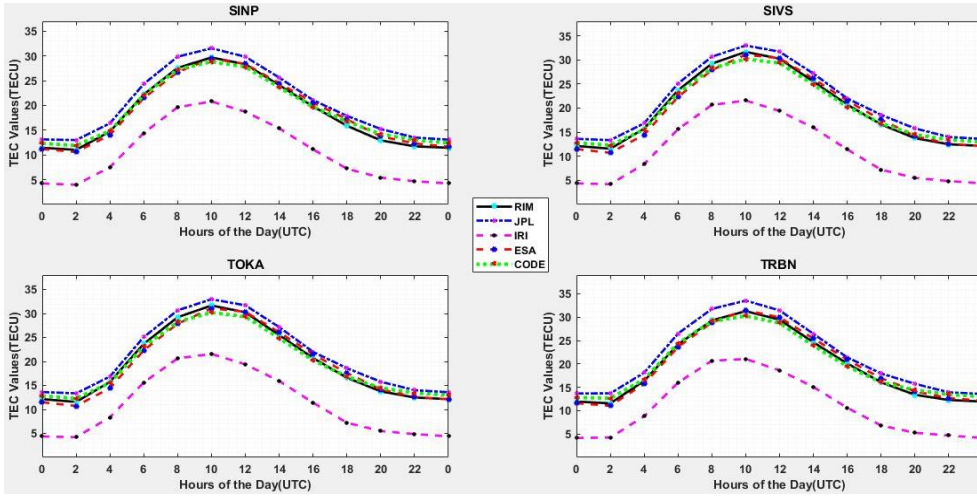 SINP
TEC Values(TECU)
35
30
25
20
15
10
5
0 2 4 6 8 10 12 14 16 18 20 22 0
Hours of the Day(UTC)
SIVS
TEC Values(TECU)
35
30
25
20
15
10
5
0 2 4 6 8 10 12 14 16 18 20 22
Hours of the Day(UTC)
RIM
JPL
IRI
ESA
CODE
TOKA
TEC Values(TECU)
35
30
25
20
15
10
5
0 2 4 6 8 10 12 14 16 18 20 22 0
Hours of the Day(UTC)
TRBN
TEC Values(TECU)
35
30
25
20
15
10
5
0 2 4 6 8 10 12 14 16 18 20 22
Hours of the Day(UTC)